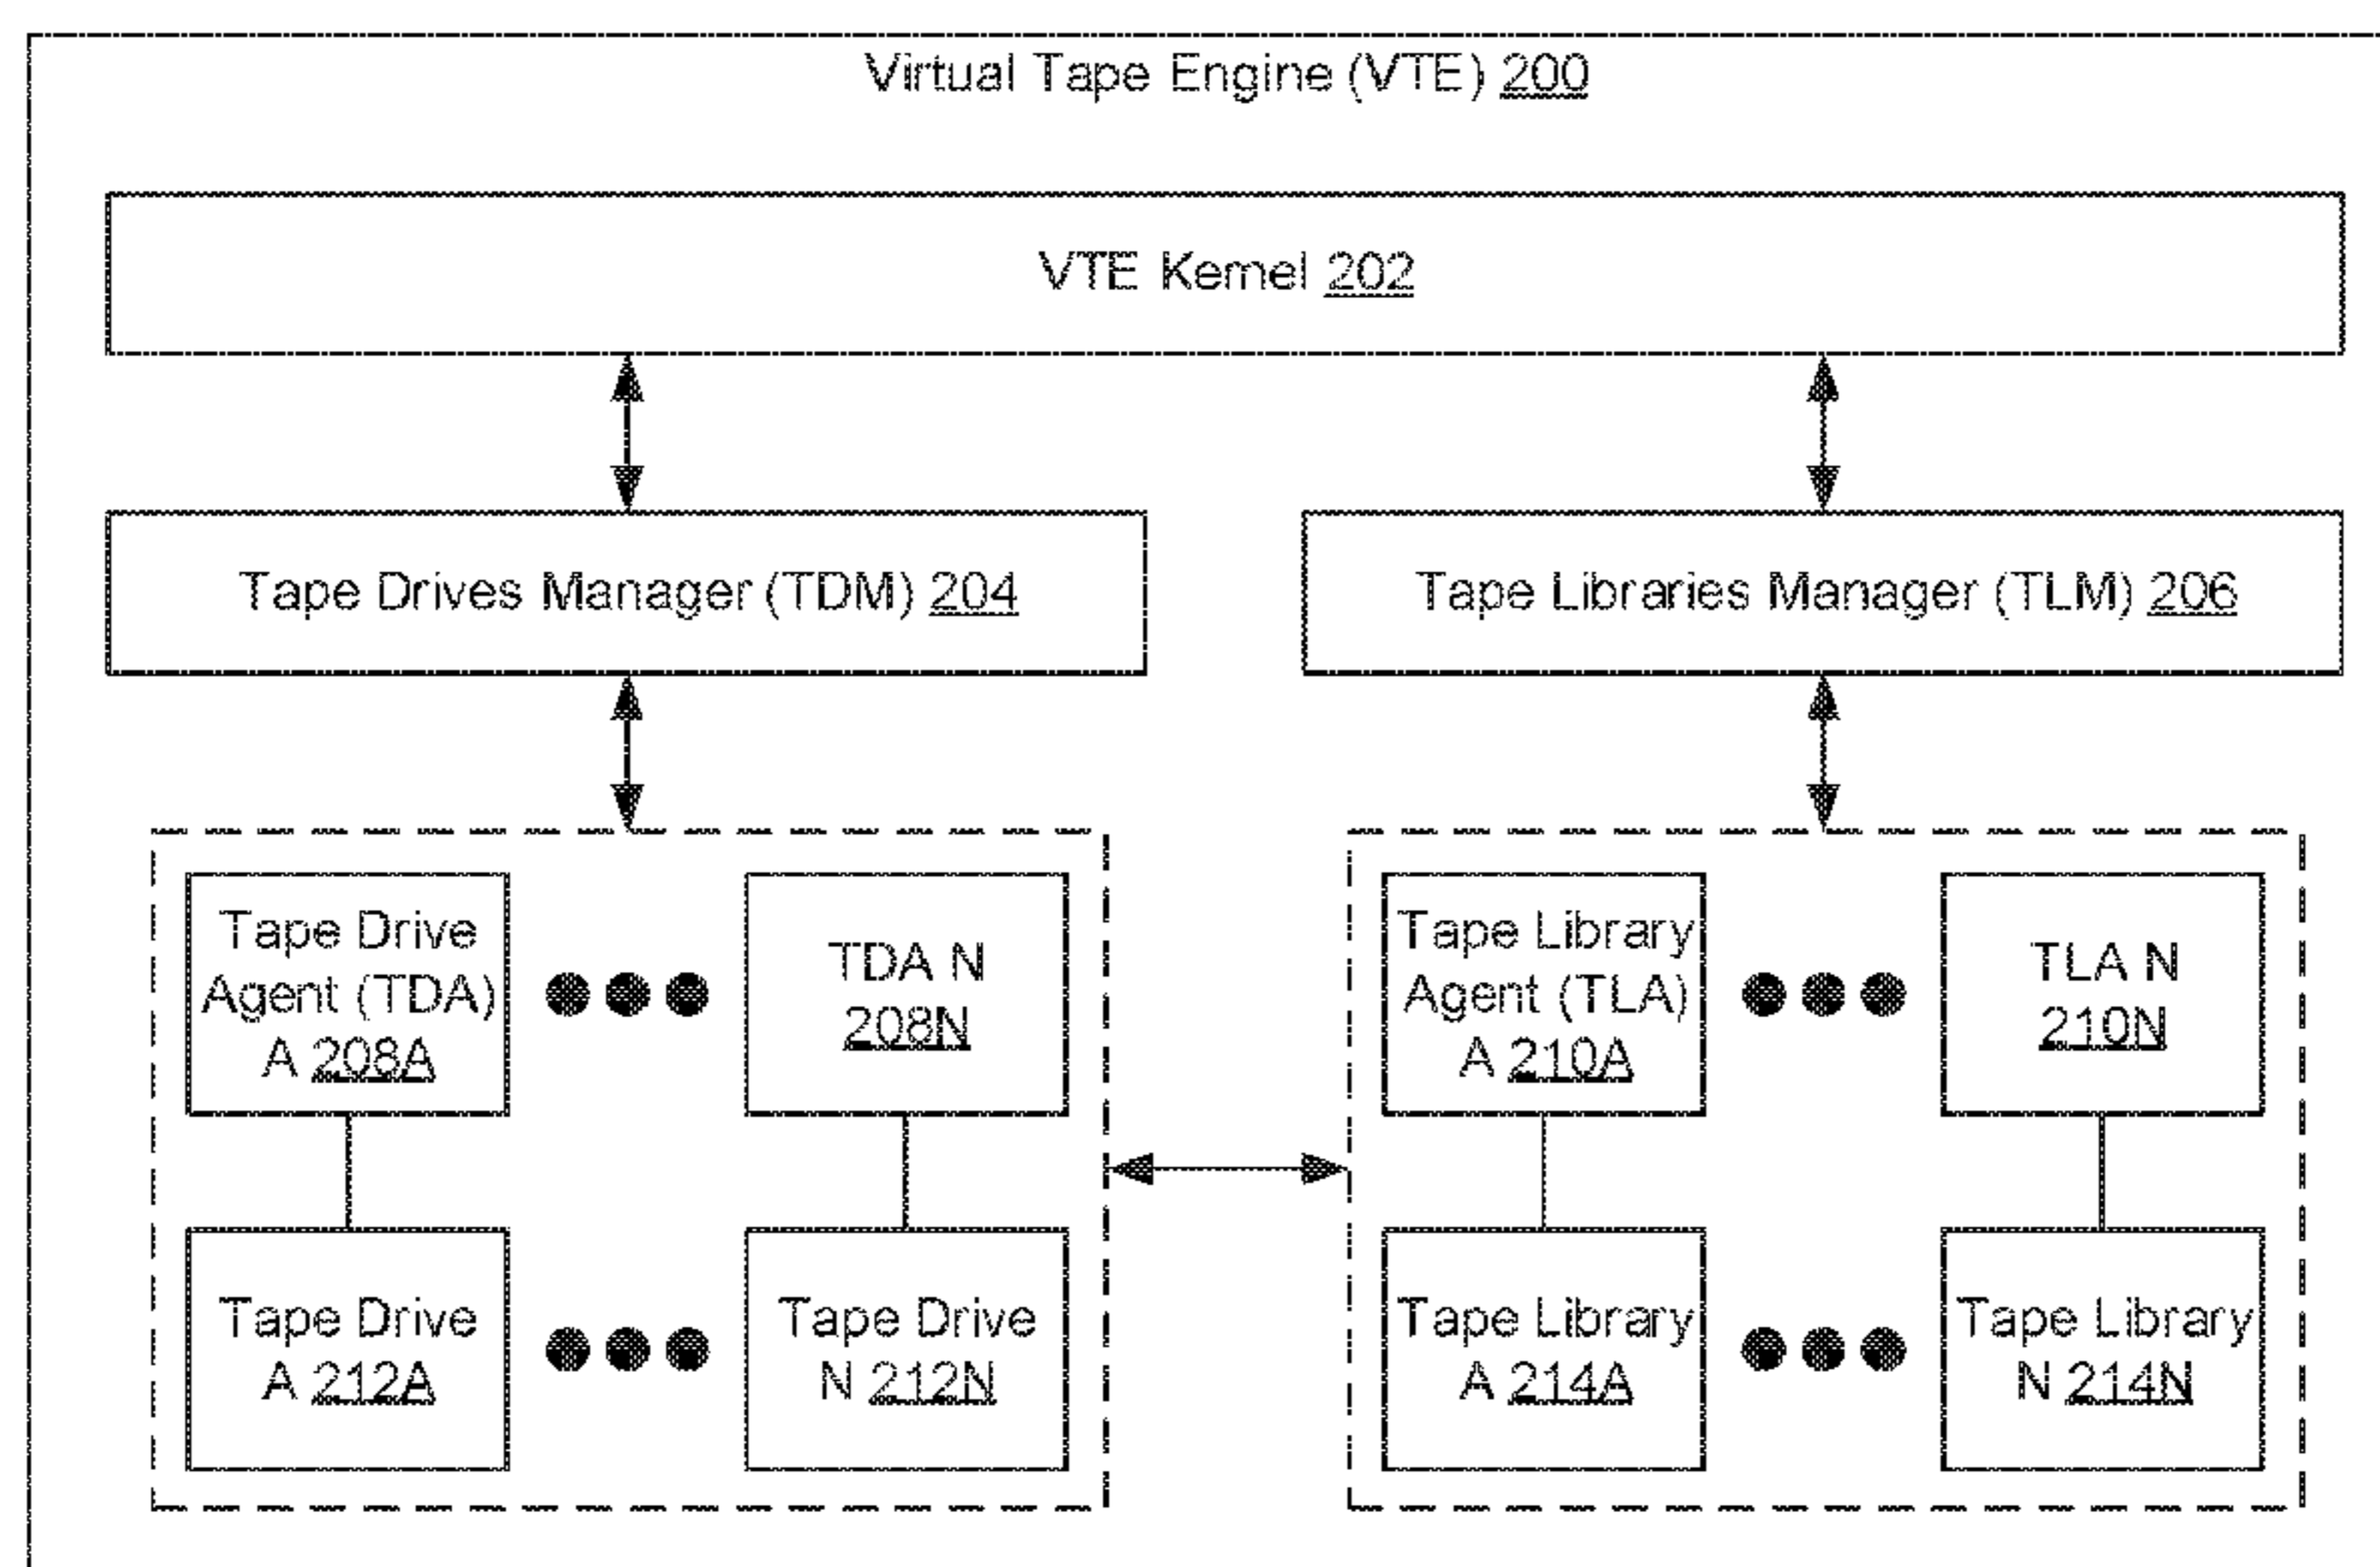 Virtual Tape Engine (VTE) 200
VTE Kernel 202
Tape Drives Manager (TDM) 204
Tape Libraries Manager (TLM) 206
Tape Drive
Agent (TDA)
A 208A
TDA N
208N
Tape Library
Agent (TLA)
A 210A
TLA N
210N
Tape Drive
A 212A
Tape Drive
N 212N
Tape Library
A 214A
Tape Library
N 214N